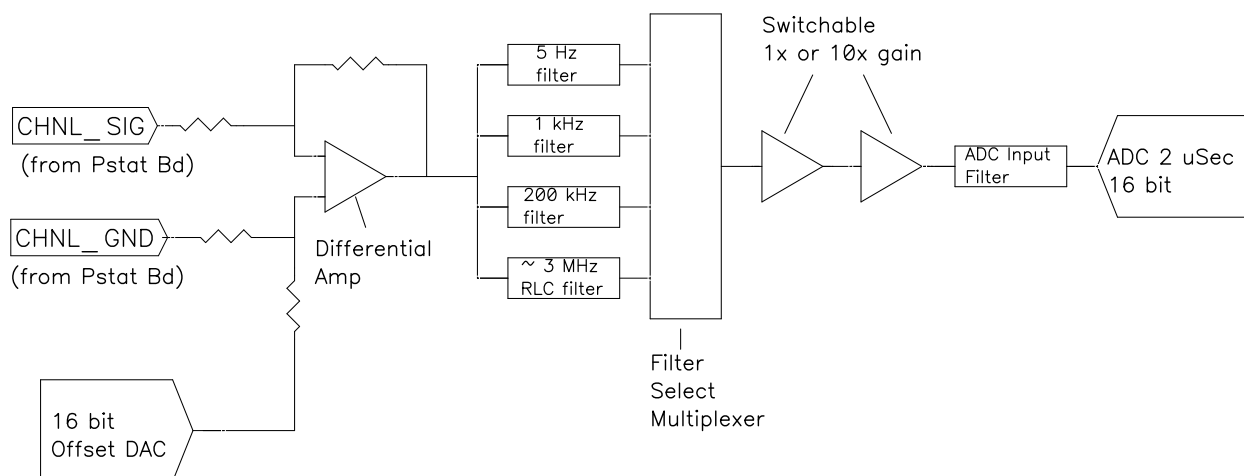 CHNL_SIG
(from Pstat Bd)
CHNL_GND
(from Pstat Bd)
16 bit
Offset DAC
Differential
Amp
5 Hz
filter
1 kHz
filter
200 kHz
filter
~ 3 MHz
RLC filter
Filter
Select
Multiplexer
Switchable
1x or 10x gain
ADC Input
Filter
ADC 2 uSec
16 bit